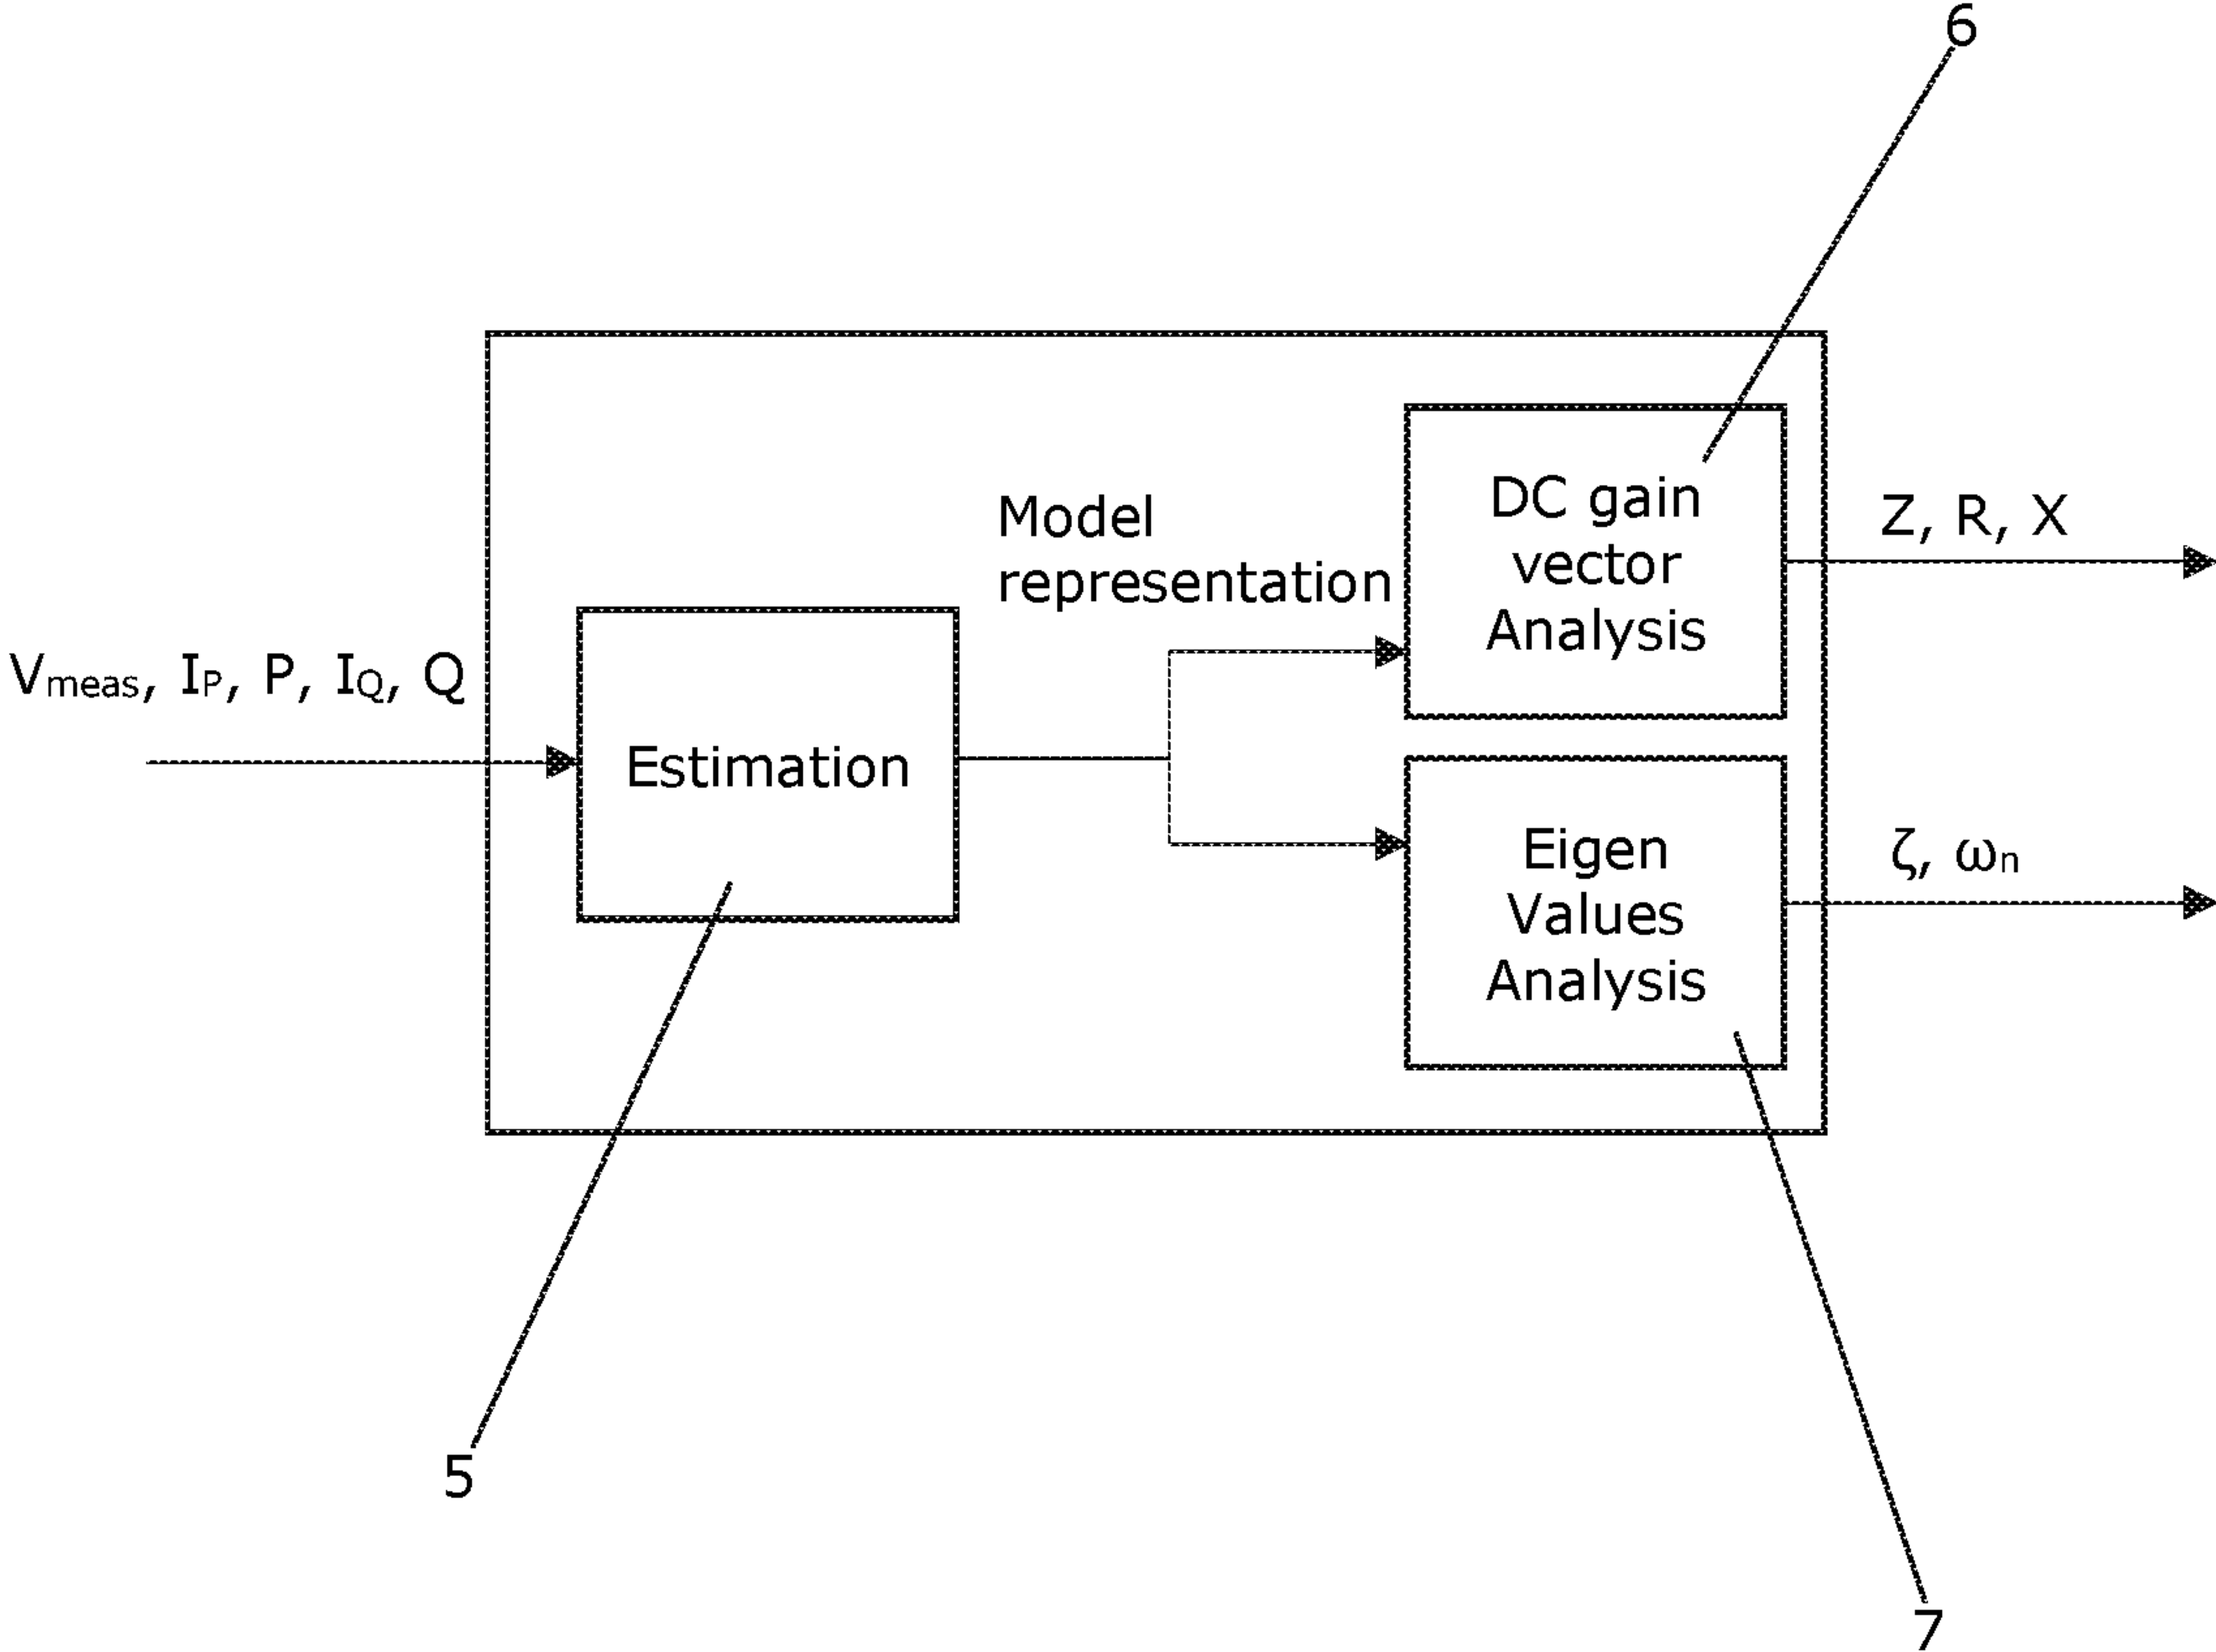 6
DC gain
vector
Analysis
Model
representation
Z, R, X
Vmeas, IP, P, IQ, Q
Estimation
Eigen
Values
Analysis
ζ, ωn
5
7